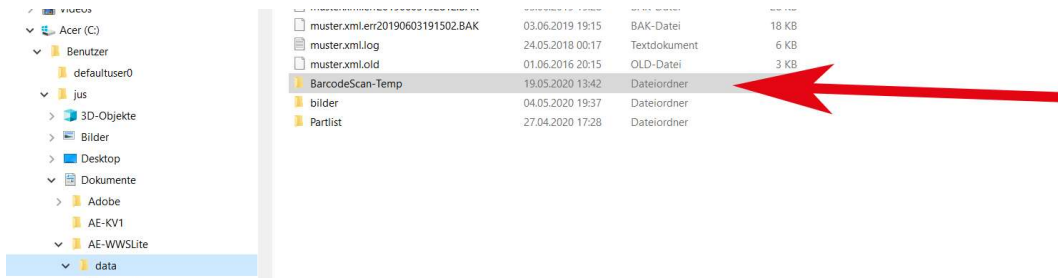 Videos
Acer (C:)
Benutzer
defaultuser0
jus
3D-Objekte
Bilder
Desktop
Dokumente
Adobe
AE-KV1
AE-WWSLite
data
muster.xml.err20190603191502.BAK 03.06.2019 19:15 BAK-Datei 18 KB
muster.xml.log 24.05.2018 00:17 Textdokument 6 KB
muster.xml.old 01.06.2016 20:15 OLD-Datei 3 KB
BarcodeScan-Temp 19.05.2020 13:42 Dateiordner
bilder 04.05.2020 19:37 Dateiordner
Partlist 27.04.2020 17:28 Dateiordner